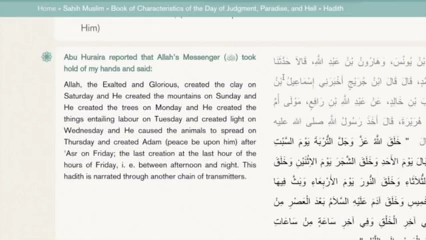 Home » Sahih Muslim » Book of Characteristics of the Day of Judgment, Paradise, and Hell » Hadith
Him)
Abu Huraira reported that Allah's Messenger (ﷺ) took
hold of my hands and said:
Allah, the Exalted and Glorious, created the clay on
Saturday and He created the mountains on Sunday and
He created the trees on Monday and He created the
things entailing labour on Tuesday and created light on
Wednesday and He caused the animals to spread on
Thursday and created Adam (peace be upon him) after
'Asr on Friday; the last creation at the last hour of the
hours of Friday, i. e. between afternoon and night. This
hadith is narrated through another chain of transmitters.
بْنُ يُونُسَ، وَهَارُونُ بْنُ عَبْدِ اللَّهِ، قَالاَ حَدَّثَنَا
قَالَ قَالَ ابْنُ جُرَيْجٍ أَخْبَرَنِي إِسْمَاعِيلُ
بْنِ خَالِدٍ، عَنْ عَبْدِ اللَّهِ بْنِ رَافِعٍ، مَوْلَى أُمِّ
هُرَيْرَةَ، قَالَ أَخَذَ رَسُولُ اللَّهِ صلى الله عليه
" خَلَقَ اللَّهُ عَزَّ وَجَلَّ التُّرْبَةَ يَوْمَ السَّبْتِ
يَوْمَ الأَحَدِ وَخَلَقَ الشَّجَرَ يَوْمَ الاِثْنَيْنِ وَخَلَقَ
وَخَلَقَ النُّورَ يَوْمَ الأَرْبِعَاءِ وَبَثَّ فِيهَا
وَخَلَقَ آدَمَ عَلَيْهِ السَّلاَمُ بَعْدَ الْعَصْرِ مِنْ
فِي آخِرِ الْخَلْقِ وَفِي آخِرِ سَاعَةٍ مِنْ سَاعَاتِ